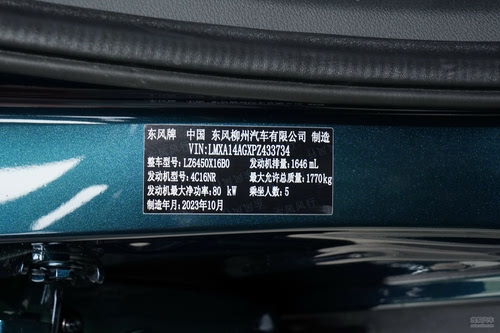 东风牌 中国 东风柳州汽车有限公司 制造
VIN:LMXA14AGXPZ433734
整车型号:LZ6450X16B0 发动机排量:1646 mL
发动机型号:4C16NR 最大允许总质量:1770kg
发动机最大净功率:80 kW 乘坐人数:5
制造年月:2023年10月